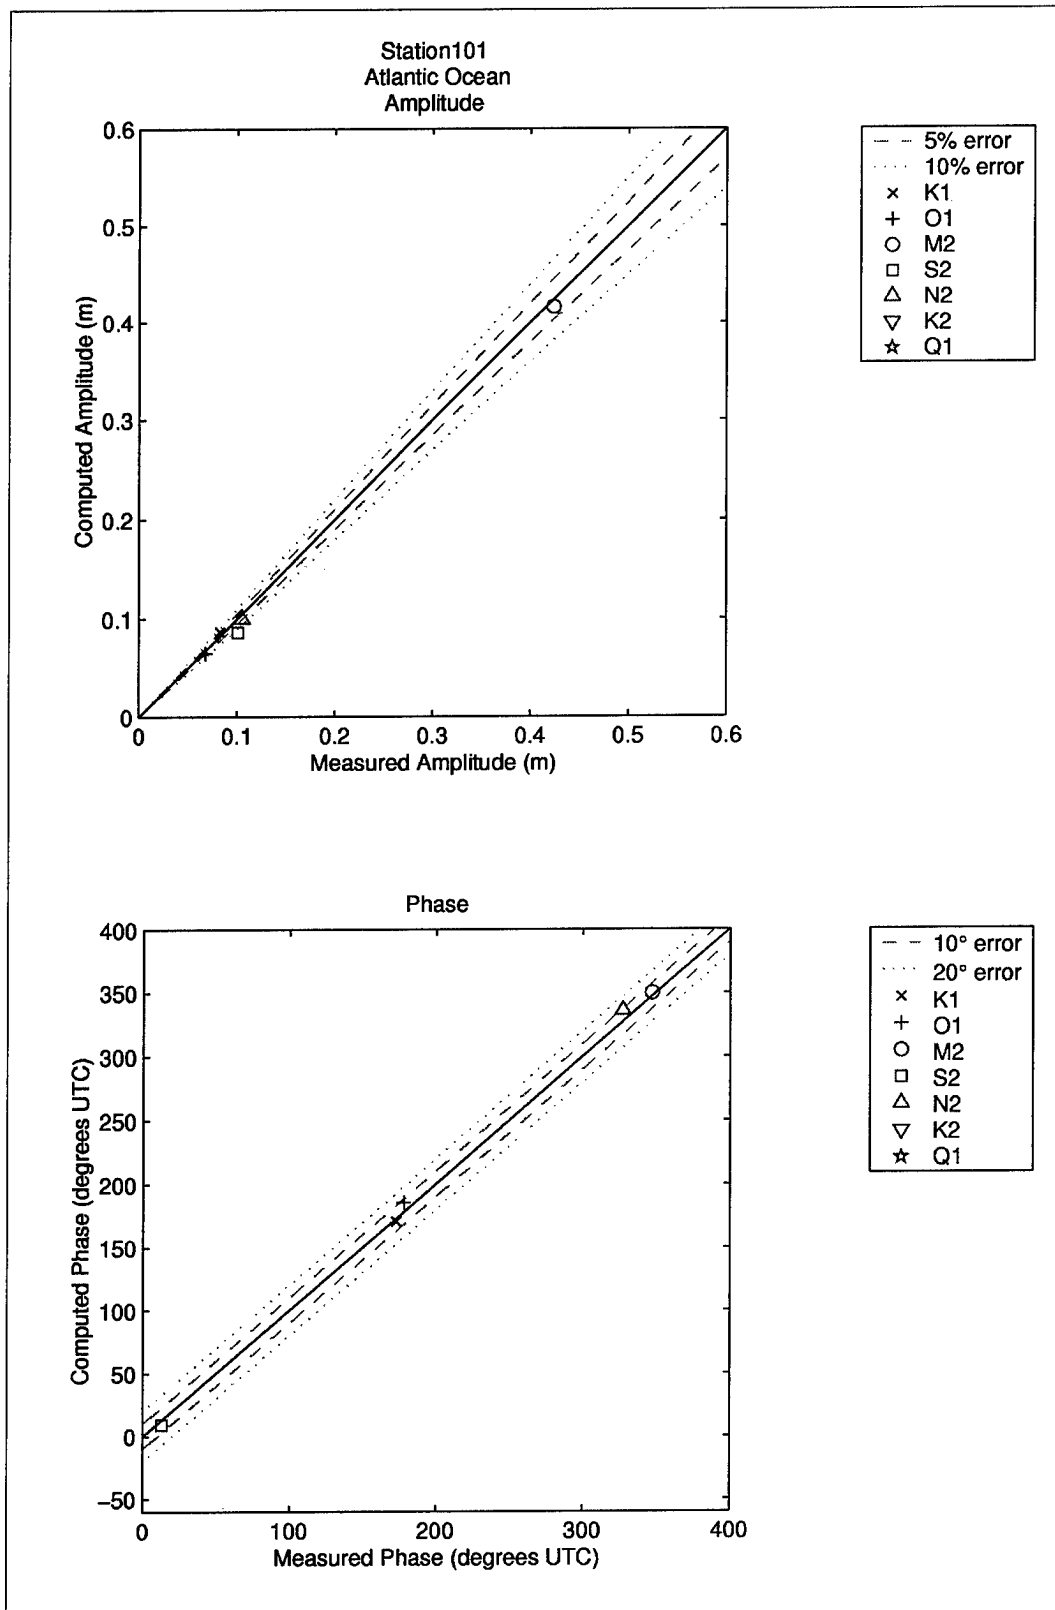 Station101
Atlantic Ocean
Amplitude
0.6
0.5
0.4
0.3
0.2
0.1
0
Computed Amplitude (m)
0 0.1 0.2 0.3 0.4 0.5 0.6
Measured Amplitude (m)
5% error
10% error
K1
O1
M2
S2
N2
K2
Q1
Phase
400
350
300
250
200
150
100
50
0
−50
Computed Phase (degrees UTC)
0 100 200 300 400
Measured Phase (degrees UTC)
10° error
20° error
K1
O1
M2
S2
N2
K2
Q1